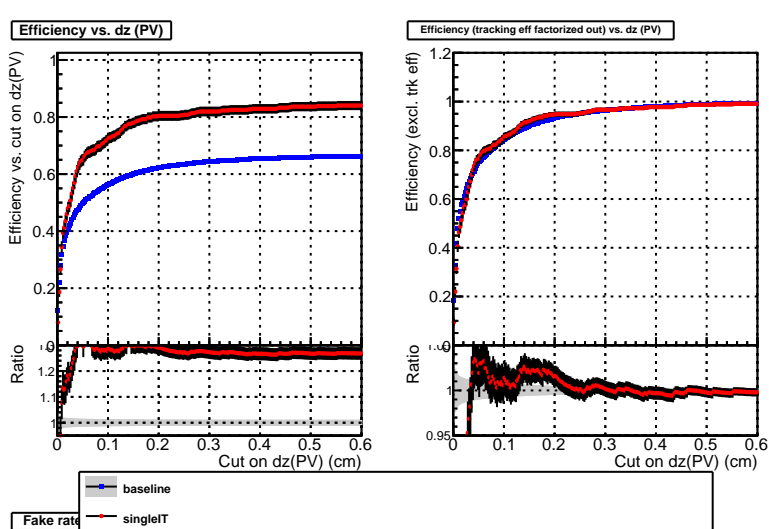 Efficiency vs. dz (PV)
Efficiency vs. cut on dz(PV)
1
0.8
0.6
0.4
0.2
Ratio
1.2
1.1
1
0 0.1 0.2 0.3 0.4 0.5 0.6
Cut on dz(PV) (cm)
Efficiency (tracking eff factorized out) vs. dz (PV)
Efficiency (excl. trk eff)
1.2
1
0.8
0.6
0.4
0.2
Ratio
1
0.95
0 0.1 0.2 0.3 0.4 0.5 0.6
Cut on dz(PV) (cm)
baseline
singleIT
Fake rate